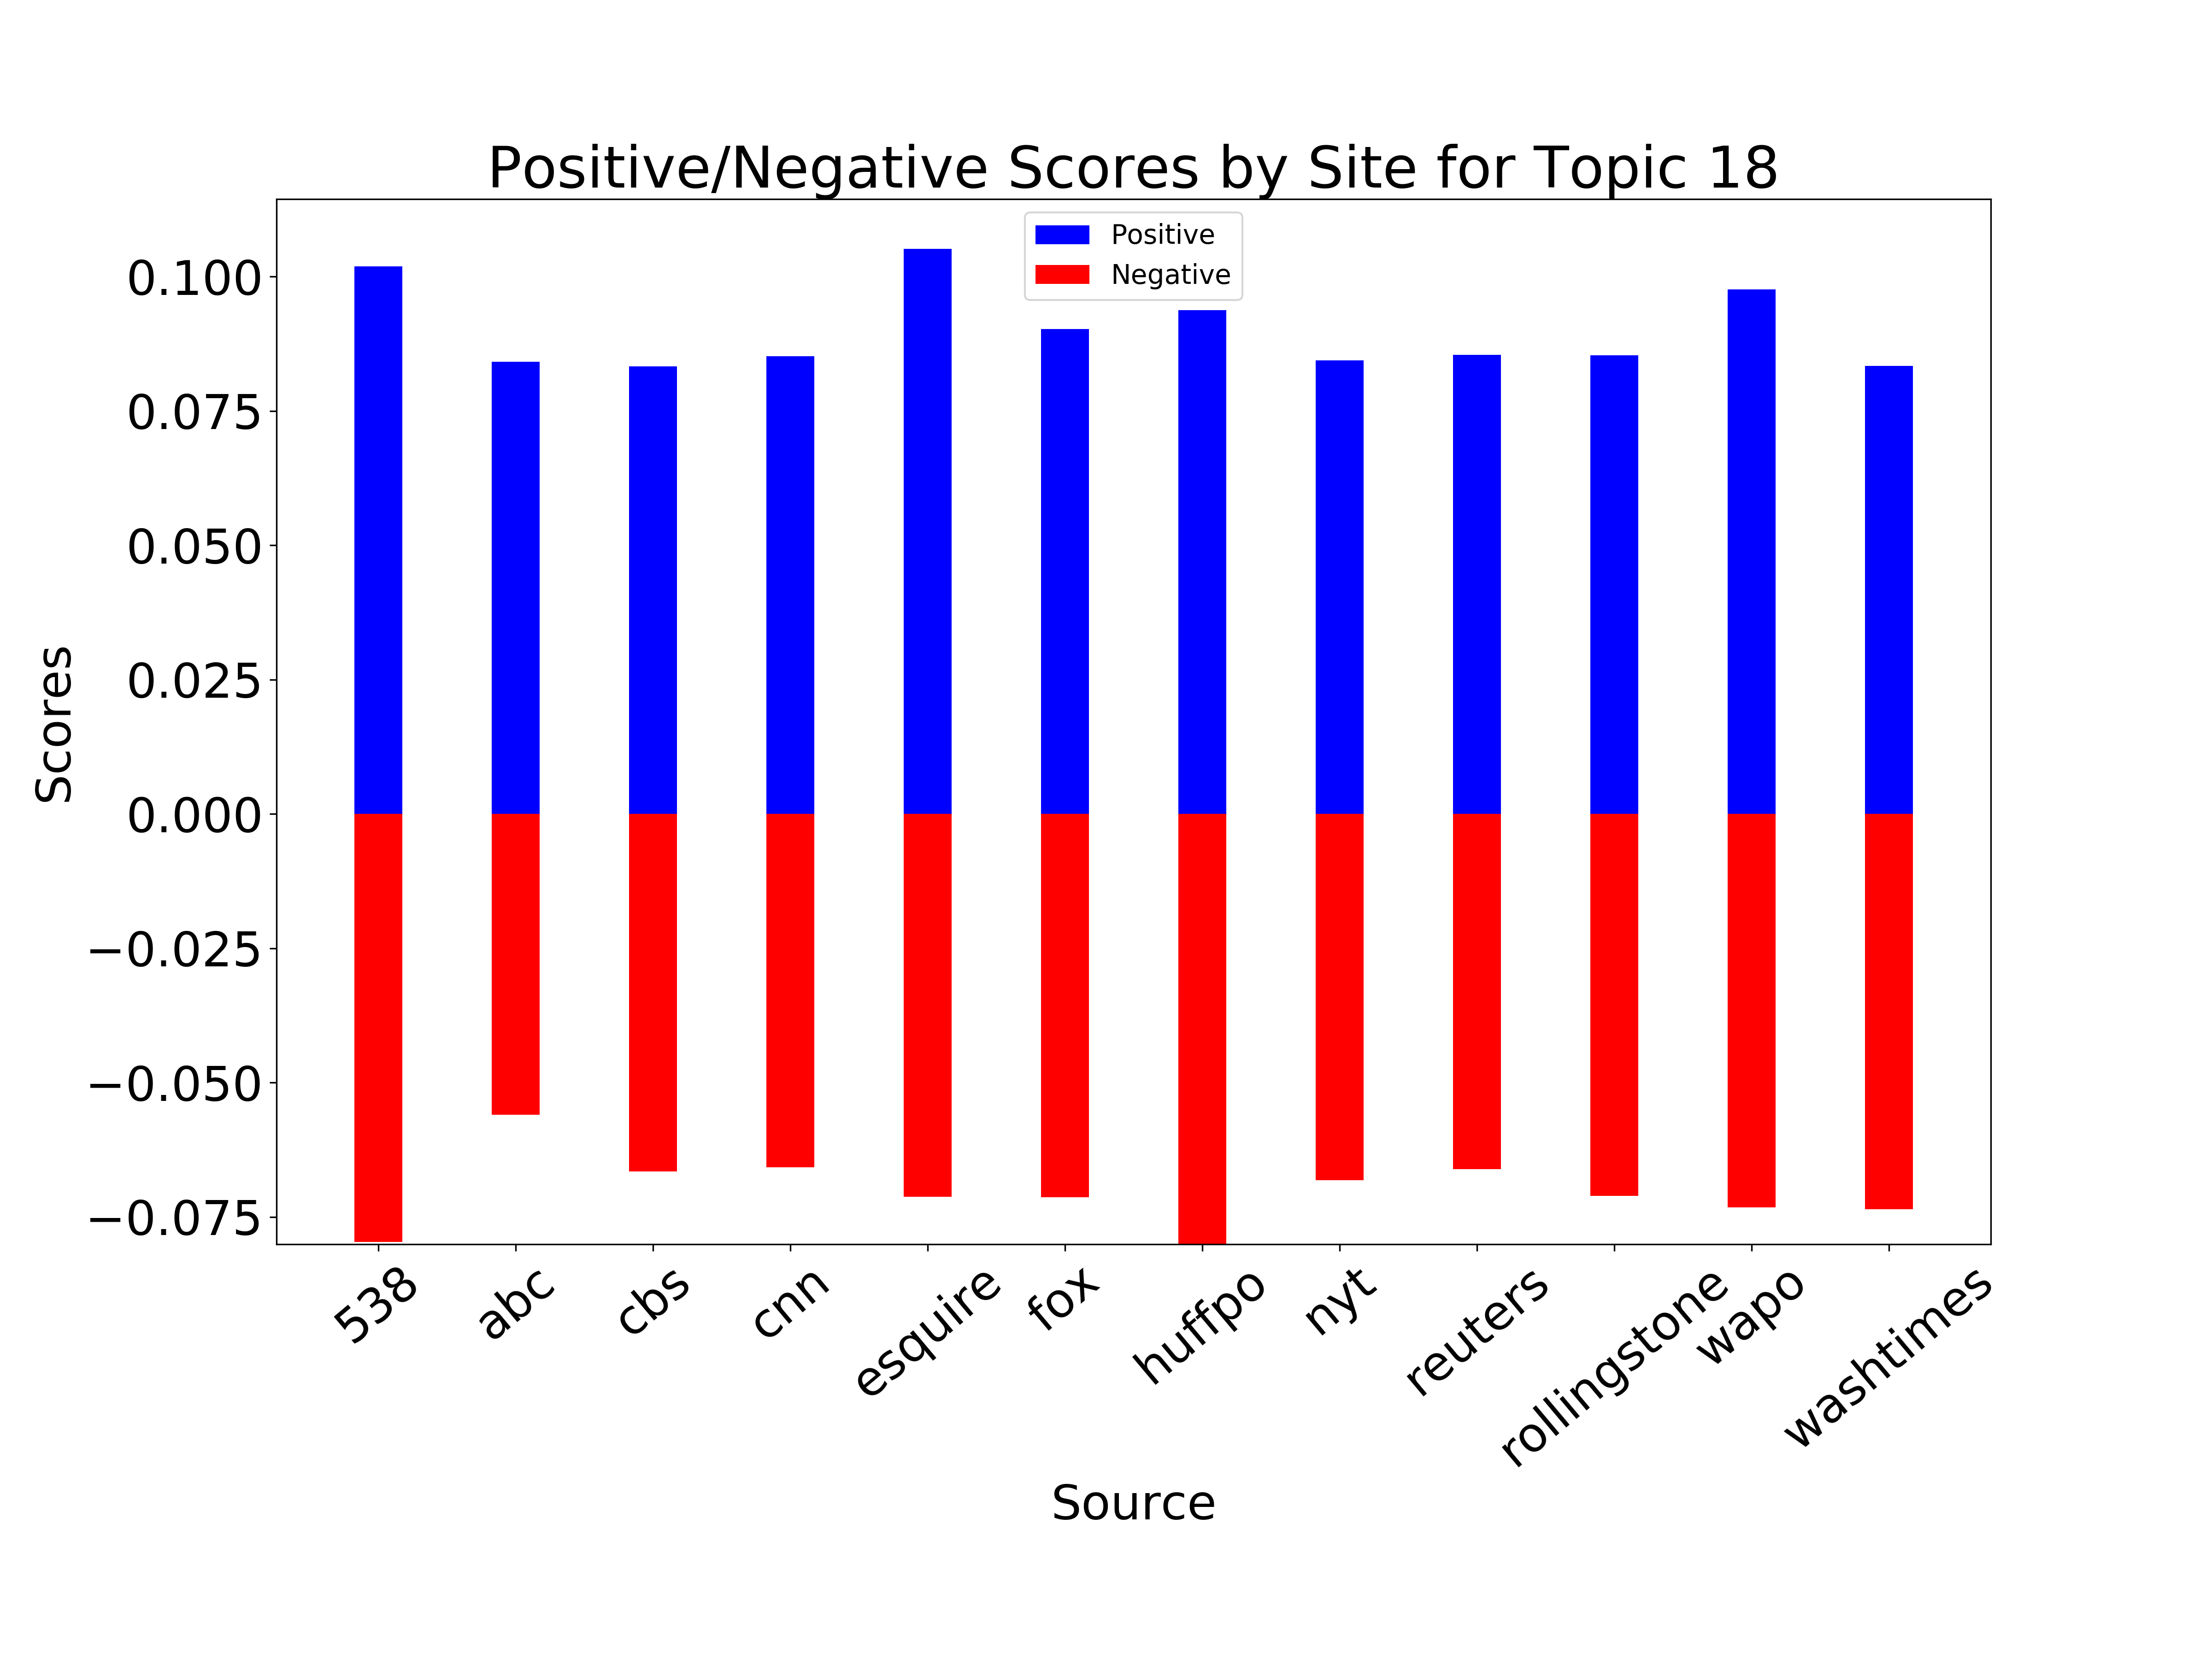 Positive/Negative Scores by Site for Topic 18
Positive
Negative
0.100
0.075
0.050
0.025
0.000
−0.025
−0.050
−0.075
Scores
538
abc
cbs
cnn
esquire
fox
huffpo
nyt
reuters
rollingstone
wapo
washtimes
Source